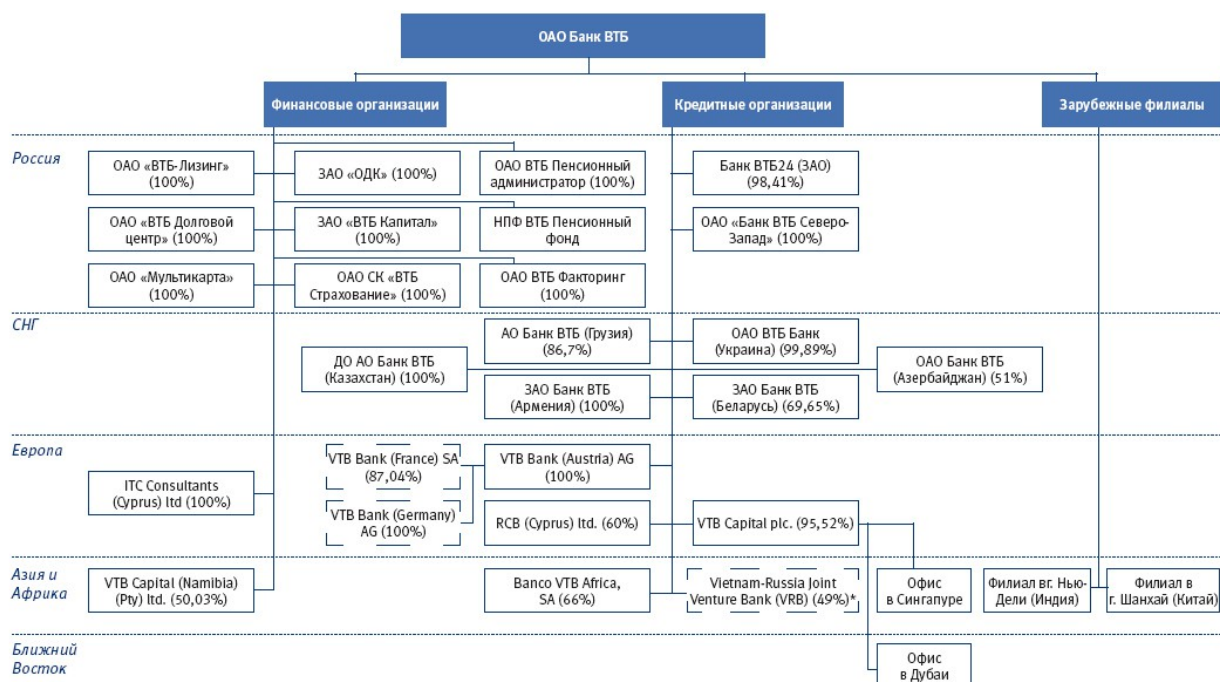 ОАО Банк ВТБ
Финансовые организации
Кредитные организации
Зарубежные филиалы
Россия
ОАО «ВТБ-Лизинг»
(100%)
ЗАО «ОДК» (100%)
ОАО ВТБ Пенсионный
администратор (100%)
Банк ВТБ24 (ЗАО)
(98,41%)
ОАО «ВТБ Долговой
центр» (100%)
ЗАО «ВТБ Капитал»
(100%)
НПФ ВТБ Пенсионный
фонд
ОАО «Банк ВТБ Северо-
Запад» (100%)
ОАО «Мультикарта»
(100%)
ОАО СК «ВТБ
Страхование» (100%)
ОАО ВТБ Факторинг
(100%)
СНГ
АО Банк ВТБ (Грузия)
(86,7%)
ОАО ВТБ Банк
(Украина) (99,89%)
ДО АО Банк ВТБ
(Казахстан) (100%)
ОАО Банк ВТБ
(Азербайджан) (51%)
ЗАО Банк ВТБ
(Армения) (100%)
ЗАО Банк ВТБ
(Беларусь) (69,65%)
Европа
VTB Bank (France) SA
(87,04%)
VTB Bank (Austria) AG
(100%)
ITC Consultants
(Cyprus) ltd (100%)
VTB Bank (Germany)
AG (100%)
RCB (Cyprus) ltd. (60%)
VTB Capital plc. (95,52%)
Азия и
Африка
VTB Capital (Namibia)
(Pty) ltd. (50,03%)
Banco VTB Africa,
SA (66%)
Vietnam-Russia Joint
Venture Bank (VRB) (49%)*
Офис
в Сингапуре
Филиал вг. Нью-
Дели (Индия)
Филиал в
г. Шанхай (Китай)
Ближний
Восток
Офис
в Дубаи